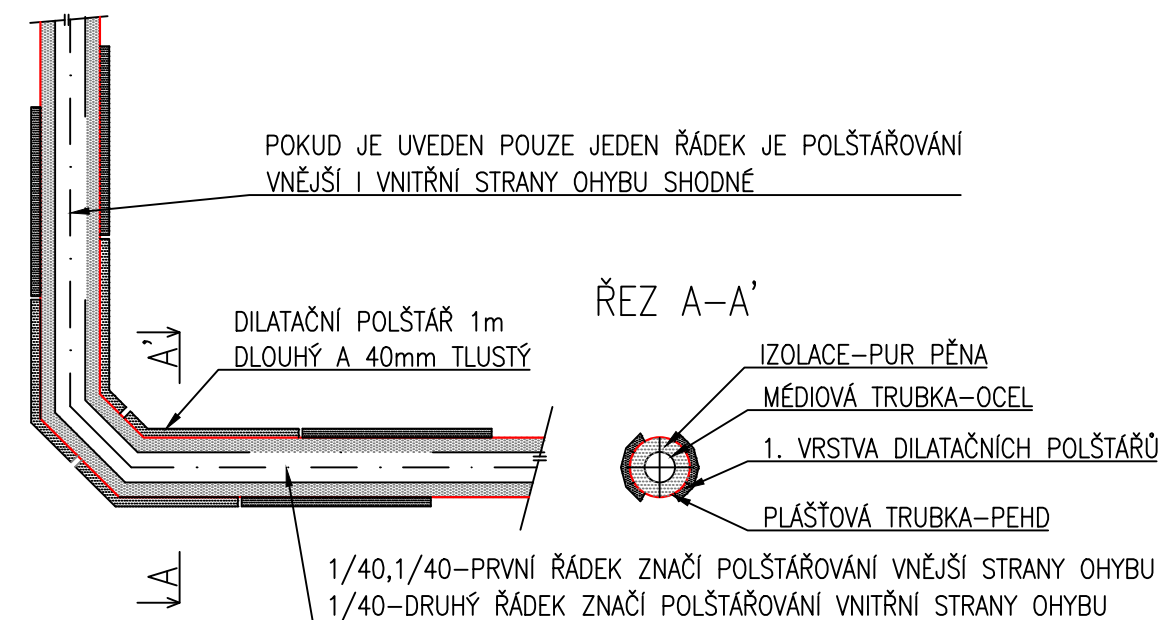 POKUD JE UVEDEN POUZE JEDEN ŘÁDEK JE POLŠTÁŘOVÁNÍ
VNĚJŠÍ I VNITŘNÍ STRANY OHYBU SHODNÉ
ŘEZ A-A'
DILATAČNÍ POLŠTÁŘ 1m
DLOUHÝ A 40mm TLUSTÝ
A'
IZOLACE-PUR PĚNA
MÉDIOVÁ TRUBKA-OCEL
1. VRSTVA DILATAČNÍCH POLŠTÁŘŮ
PLÁŠŤOVÁ TRUBKA-PEHD
A
1/40,1/40-PRVNÍ ŘÁDEK ZNAČÍ POLŠTÁŘOVÁNÍ VNĚJŠÍ STRANY OHYBU
1/40-DRUHÝ ŘÁDEK ZNAČÍ POLŠTÁŘOVÁNÍ VNITŘNÍ STRANY OHYBU